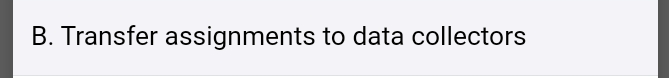 B. Transfer assignments to data collectors